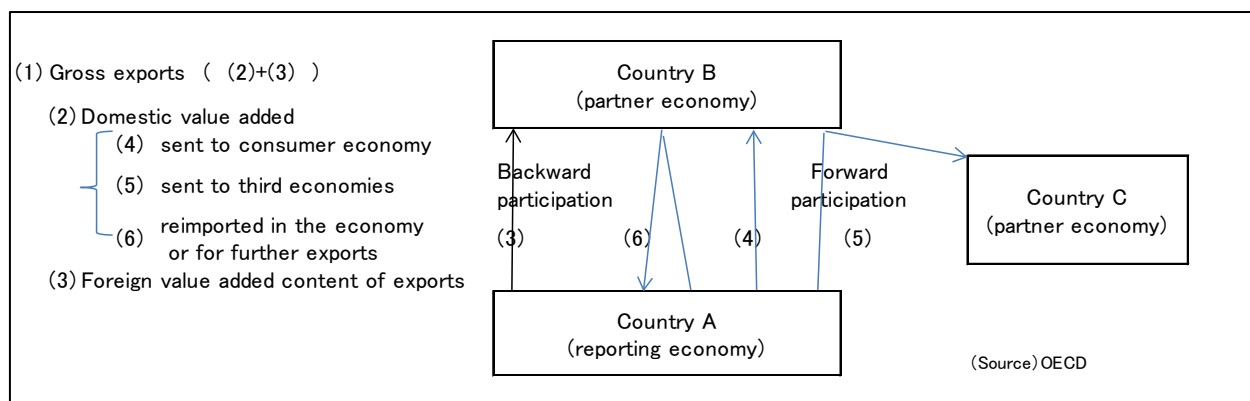 (1) Gross exports ( (2)+(3) )
(2) Domestic value added
(4) sent to consumer economy
(5) sent to third economies
(6) reimported in the economy
or for further exports
(3) Foreign value added content of exports
Country B
(partner economy)
Backward
participation
Forward
participation
(3)
(6)
(4)
(5)
Country C
(partner economy)
Country A
(reporting economy)
(Source) OECD